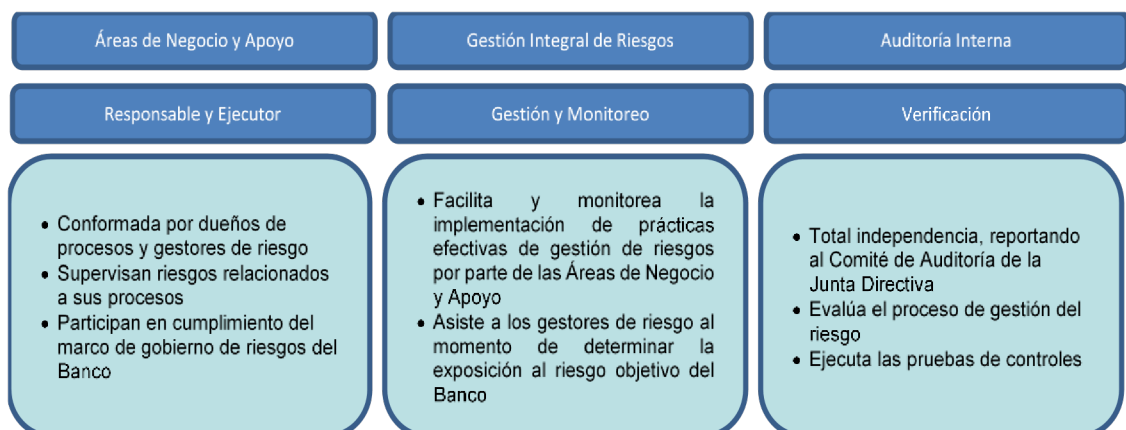 Áreas de Negocio y Apoyo
Gestión Integral de Riesgos
Auditoría Interna
Responsable y Ejecutor
Gestión y Monitoreo
Verificación
• Conformada por dueños de
procesos y gestores de riesgo
• Supervisan riesgos relacionados
a sus procesos
• Participan en cumplimiento del
marco de gobierno de riesgos del
Banco
• Facilita y monitorea la
implementación de prácticas
efectivas de gestión de riesgos
por parte de las Áreas de Negocio
y Apoyo
• Asiste a los gestores de riesgo al
momento de determinar la
exposición al riesgo objetivo del
Banco
• Total independencia, reportando
al Comité de Auditoría de la
Junta Directiva
• Evalúa el proceso de gestión del
riesgo
• Ejecuta las pruebas de controles